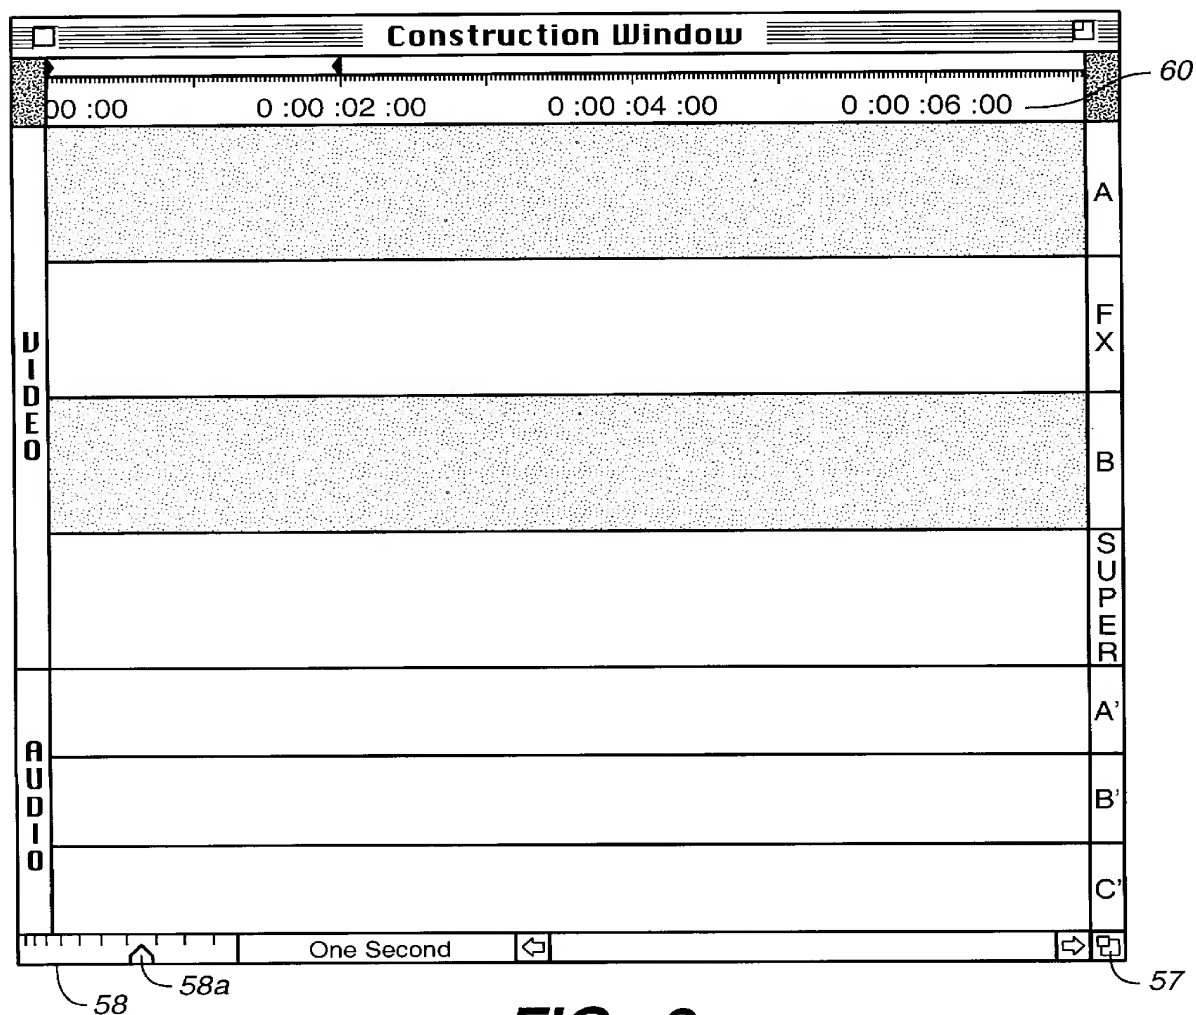 Construction Window
60
00 :00 0 :00 :02 :00 0 :00 :04 :00 0 :00 :06 :00
A
FX
VIDEO
B
SUPER
A'
AUDIO
B'
C'
One Second
58
58a
57